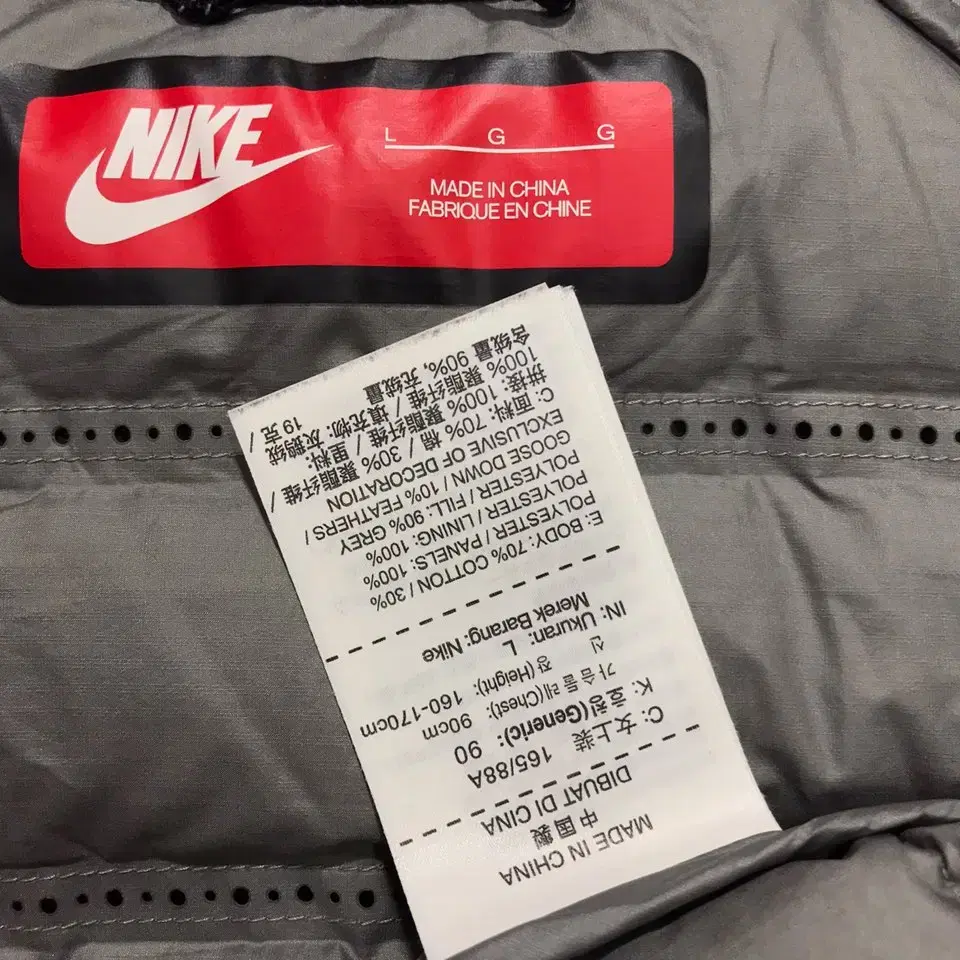 NIKE
L G G
MADE IN CHINA
FABRIQUE EN CHINE
MADE IN CHINA
中國製
DIBUAT DI CINA
C: 女上装 165/88A
K: 호칭(Generic): 90
가슴둘레(Chest): 90cm
신 장(Height): 160-170cm
IN: Ukuran: L
Merek Barang: Nike
E: BODY: 70% COTTON / 30%
POLYESTER / PANELS: 100%
POLYESTER / LINING: 100%
POLYESTER / FILL: 90% GREY
GOOSE DOWN / 10% FEATHERS /
EXCLUSIVE OF DECORATION
C: 面料: 70% 棉 / 30% 聚酯纤维 /
拼接: 100% 聚酯纤维 / 里料:
100% 聚酯纤维 / 填充物: 灰鹅绒
含绒量 90%, 充绒量 19 克 /